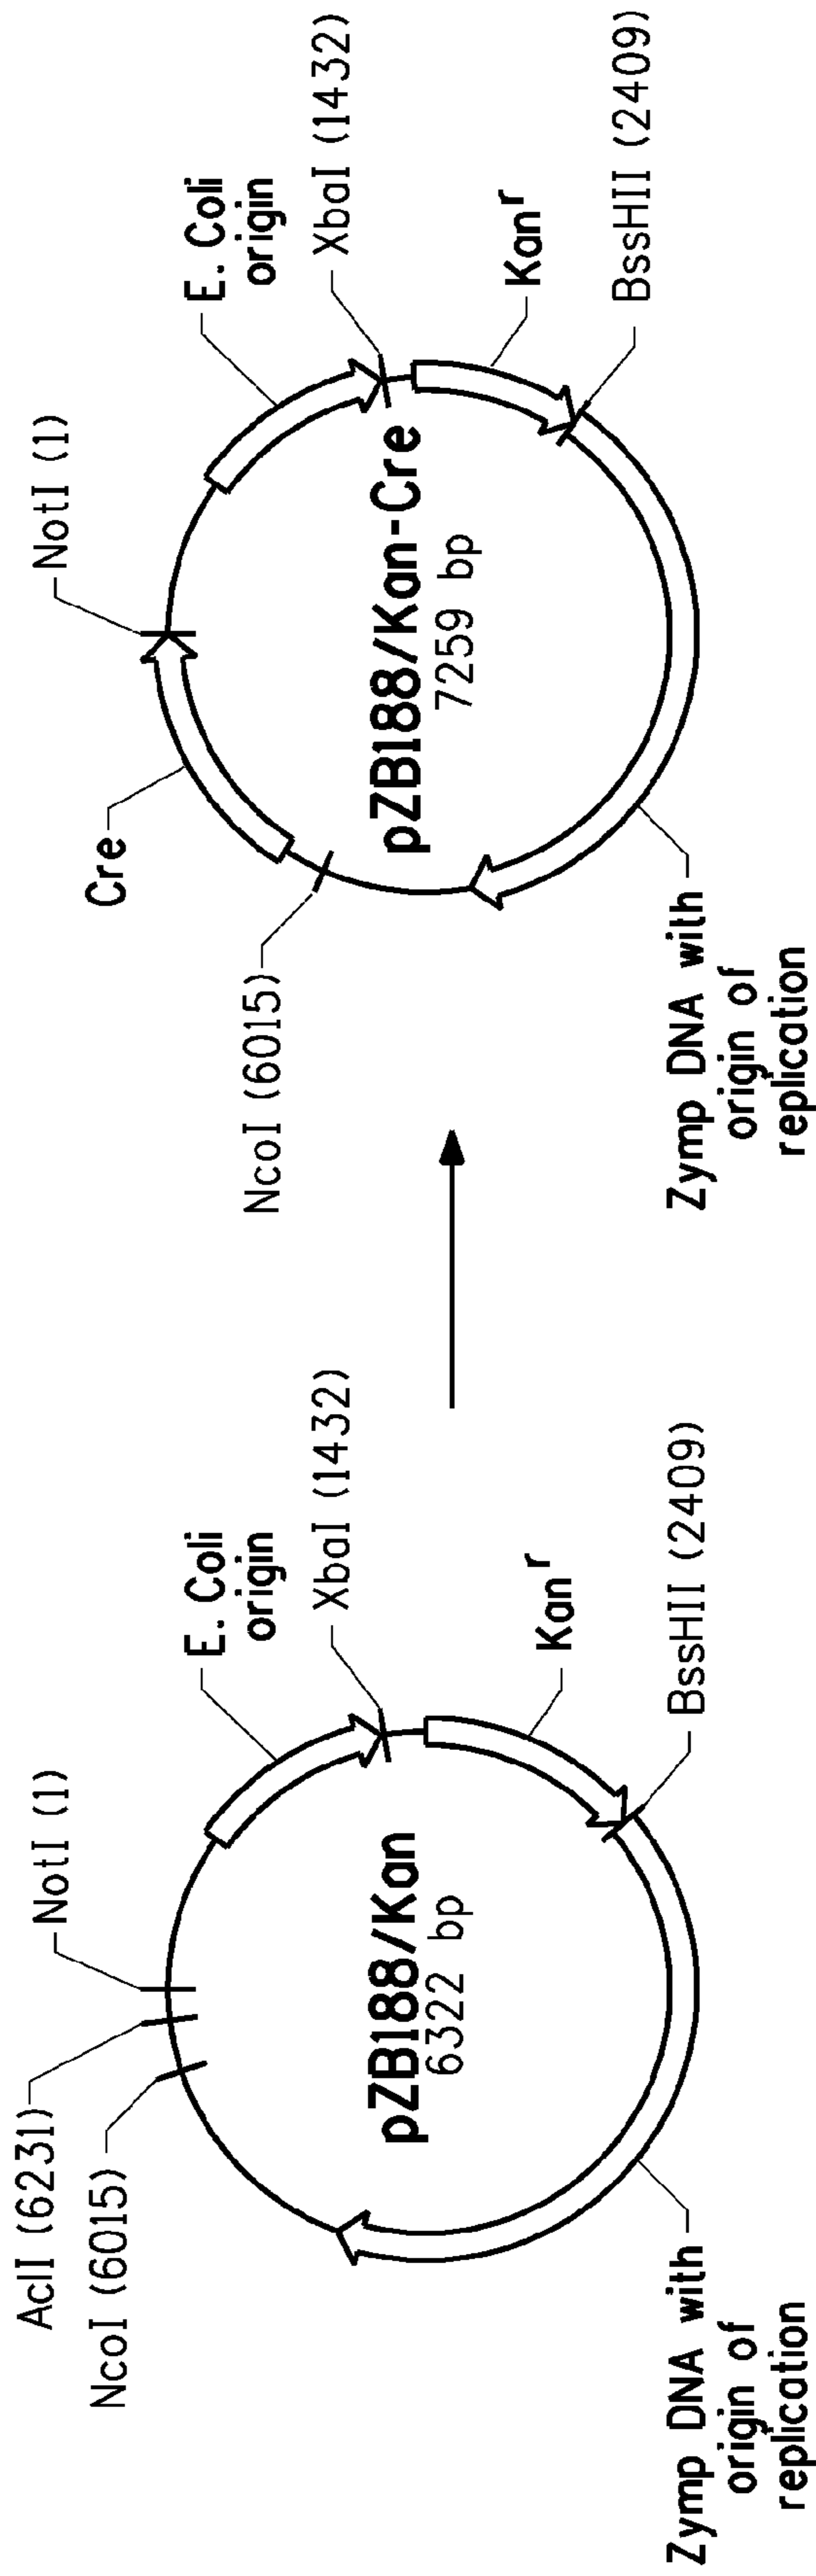 AclI (6231)
NotI (1)
NcoI (6015)
E. Coli
origin
XbaI (1432)
pZB188/Kan
6322 bp
Kanʳ
BssHII (2409)
Zymp DNA with
origin of
replication
NotI (1)
Cre
E. Coli
origin
NcoI (6015)
XbaI (1432)
pZB188/Kan-Cre
7259 bp
Kanʳ
BssHII (2409)
Zymp DNA with
origin of
replication